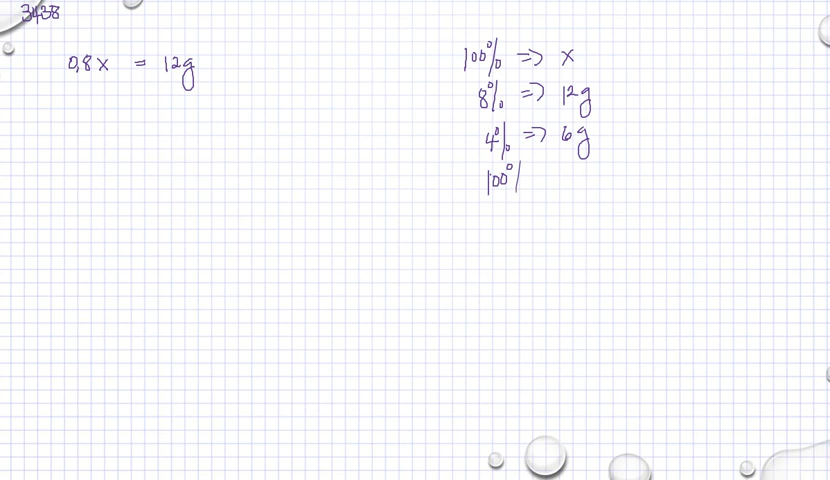 3438
0,8x = 12g
100% => x
8% => 12g
4% => 6g
100%